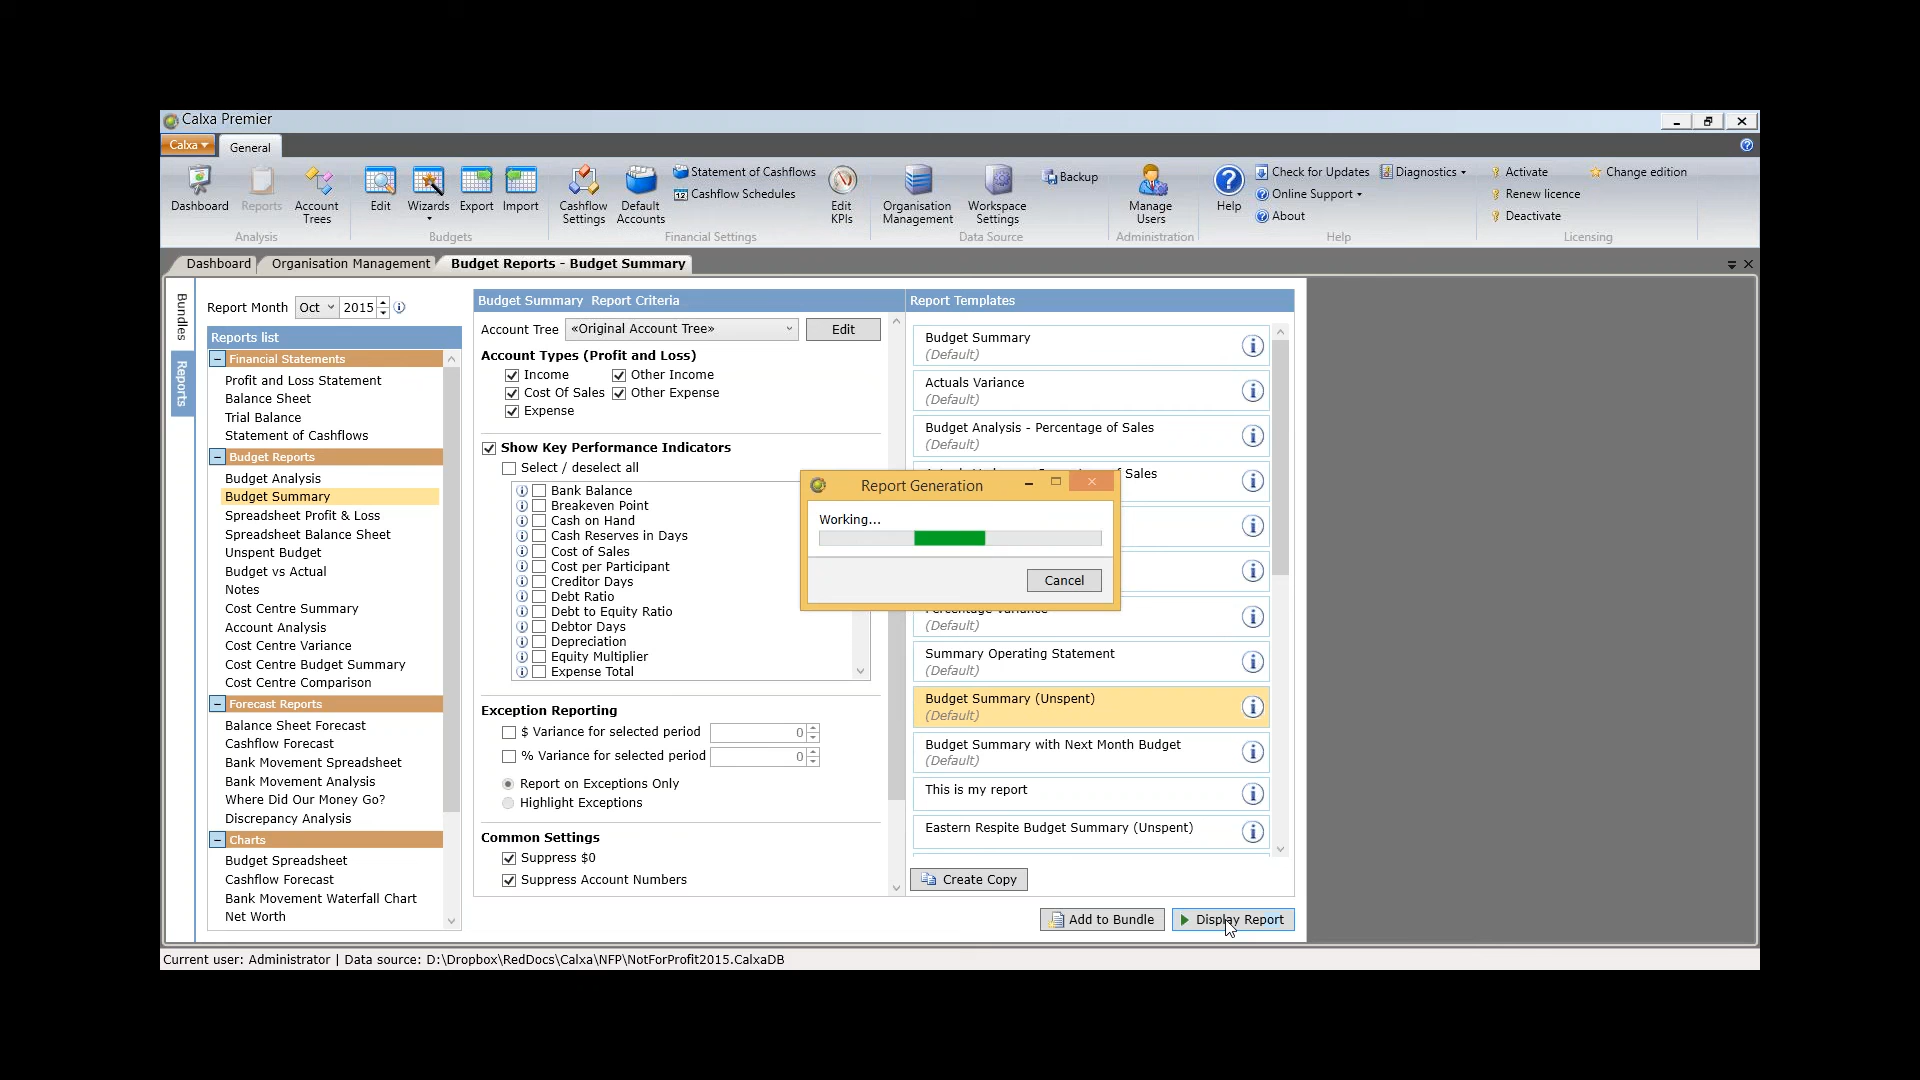 Calxa Premier
Calxa
General
Dashboard
Reports
Account Trees
Analysis
Edit
Wizards
Export
Import
Budgets
Cashflow Settings
Default Accounts
Statement of Cashflows
Cashflow Schedules
Edit KPIs
Financial Settings
Organisation Management
Workspace Settings
Backup
Data Source
Manage Users
Administration
Help
Check for Updates
Online Support
About
Diagnostics
Help
Activate
Renew licence
Deactivate
Change edition
Licensing
Dashboard
Organisation Management
Budget Reports - Budget Summary
Bundles
Reports
Report Month Oct 2015
Reports list
Financial Statements
Profit and Loss Statement
Balance Sheet
Trial Balance
Statement of Cashflows
Budget Reports
Budget Analysis
Budget Summary
Spreadsheet Profit & Loss
Spreadsheet Balance Sheet
Unspent Budget
Budget vs Actual
Notes
Cost Centre Summary
Account Analysis
Cost Centre Variance
Cost Centre Budget Summary
Cost Centre Comparison
Forecast Reports
Balance Sheet Forecast
Cashflow Forecast
Bank Movement Spreadsheet
Bank Movement Analysis
Where Did Our Money Go?
Discrepancy Analysis
Charts
Budget Spreadsheet
Cashflow Forecast
Bank Movement Waterfall Chart
Net Worth
Budget Summary Report Criteria
Account Tree «Original Account Tree» Edit
Account Types (Profit and Loss)
Income Other Income
Cost Of Sales Other Expense
Expense
Show Key Performance Indicators
Select / deselect all
Bank Balance
Breakeven Point
Cash on Hand
Cash Reserves in Days
Cost of Sales
Cost per Participant
Creditor Days
Debt Ratio
Debt to Equity Ratio
Debtor Days
Depreciation
Equity Multiplier
Expense Total
Exception Reporting
$ Variance for selected period 0
% Variance for selected period 0
Report on Exceptions Only
Highlight Exceptions
Common Settings
Suppress $0
Suppress Account Numbers
Report Templates
Budget Summary
(Default)
Actuals Variance
(Default)
Budget Analysis - Percentage of Sales
(Default)
of Sales
Report Generation
Working...
Cancel
(Default)
Summary Operating Statement
(Default)
Budget Summary (Unspent)
(Default)
Budget Summary with Next Month Budget
(Default)
This is my report
Eastern Respite Budget Summary (Unspent)
Create Copy
Add to Bundle
Display Report
Current user: Administrator | Data source: D:\Dropbox\RedDocs\Calxa\NFP\NotForProfit2015.CalxaDB